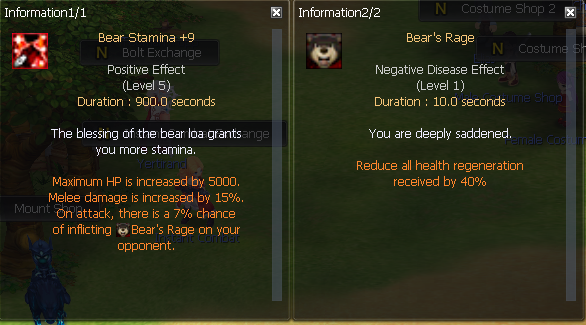 Information1/1
Bear Stamina +9
Positive Effect
(Level 5)
Duration : 900.0 seconds
The blessing of the bear loa grants
you more stamina.
Maximum HP is increased by 5000.
Melee damage is increased by 15%.
On attack, there is a 7% chance
of inflicting Bear's Rage on your
opponent.
N Bolt Exchange
Mount Shop
Information2/2
Bear's Rage
Negative Disease Effect
(Level 1)
Duration : 10.0 seconds
You are deeply saddened.
Reduce all health regeneration
received by 40%
N Costume Shop 2
N Costume Sh
Costume Shop